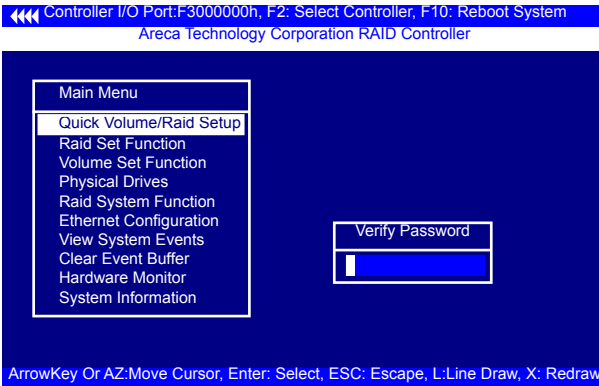 Controller I/O Port:F3000000h, F2: Select Controller, F10: Reboot System
Areca Technology Corporation RAID Controller
Main Menu
Quick Volume/Raid Setup
Raid Set Function
Volume Set Function
Physical Drives
Raid System Function
Ethernet Configuration
View System Events
Clear Event Buffer
Hardware Monitor
System Information
Verify Password
ArrowKey Or AZ:Move Cursor, Enter: Select, ESC: Escape, L:Line Draw, X: Redraw